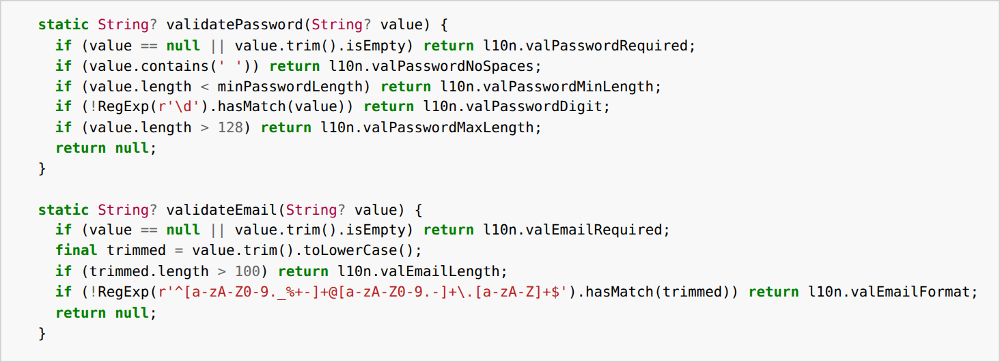 static String? validatePassword(String? value) {
  if (value == null || value.trim().isEmpty) return l10n.valPasswordRequired;
  if (value.contains(' ')) return l10n.valPasswordNoSpaces;
  if (value.length < minPasswordLength) return l10n.valPasswordMinLength;
  if (!RegExp(r'\d').hasMatch(value)) return l10n.valPasswordDigit;
  if (value.length > 128) return l10n.valPasswordMaxLength;
  return null;
}

static String? validateEmail(String? value) {
  if (value == null || value.trim().isEmpty) return l10n.valEmailRequired;
  final trimmed = value.trim().toLowerCase();
  if (trimmed.length > 100) return l10n.valEmailLength;
  if (!RegExp(r'^[a-zA-Z0-9._%+-]+@[a-zA-Z0-9.-]+\.[a-zA-Z]+$').hasMatch(trimmed)) return l10n.valEmailFormat;
  return null;
}